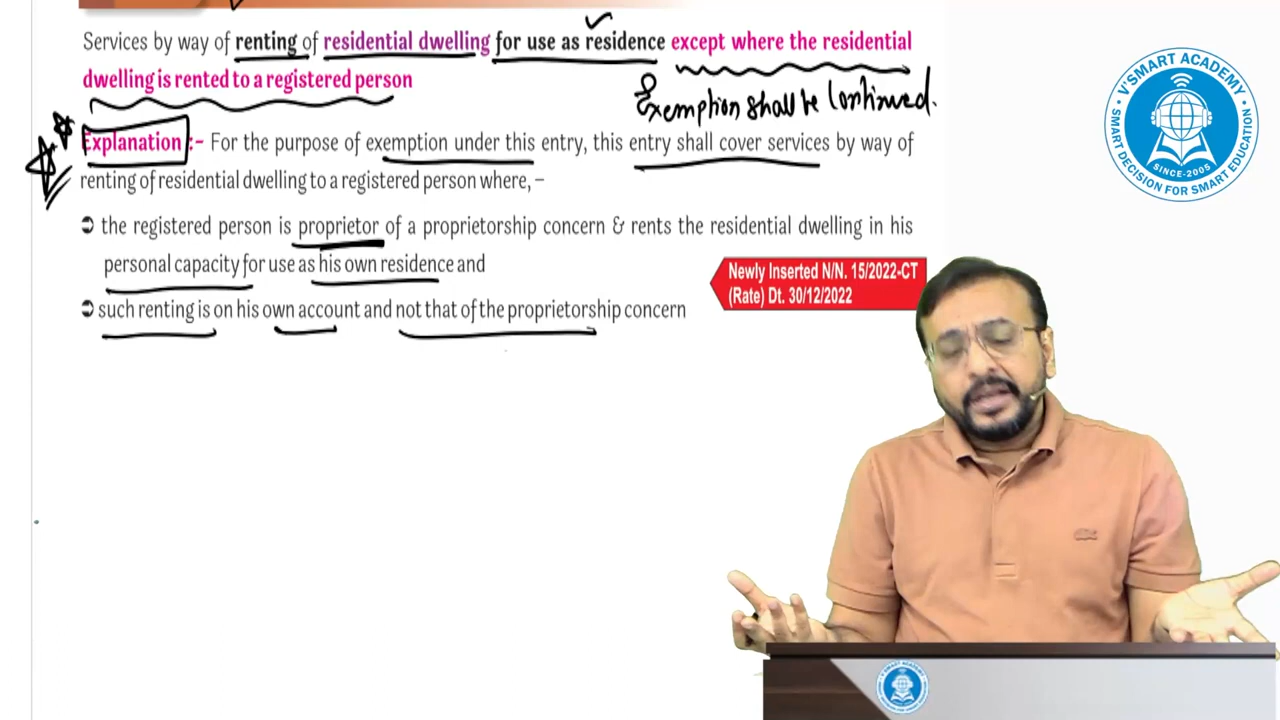 Services by way of renting of residential dwelling for use as residence except where the residential
dwelling is rented to a registered person
Exemption shall be Continued.
Explanation :- For the purpose of exemption under this entry, this entry shall cover services by way of
renting of residential dwelling to a registered person where, –
➲ the registered person is proprietor of a proprietorship concern & rents the residential dwelling in his
personal capacity for use as his own residence and
➲ such renting is on his own account and not that of the proprietorship concern
Newly Inserted N/N. 15/2022-CT
(Rate) Dt. 30/12/2022
V'SMART ACADEMY
SINCE-2005
SMART DECISION FOR SMART EDUCATION